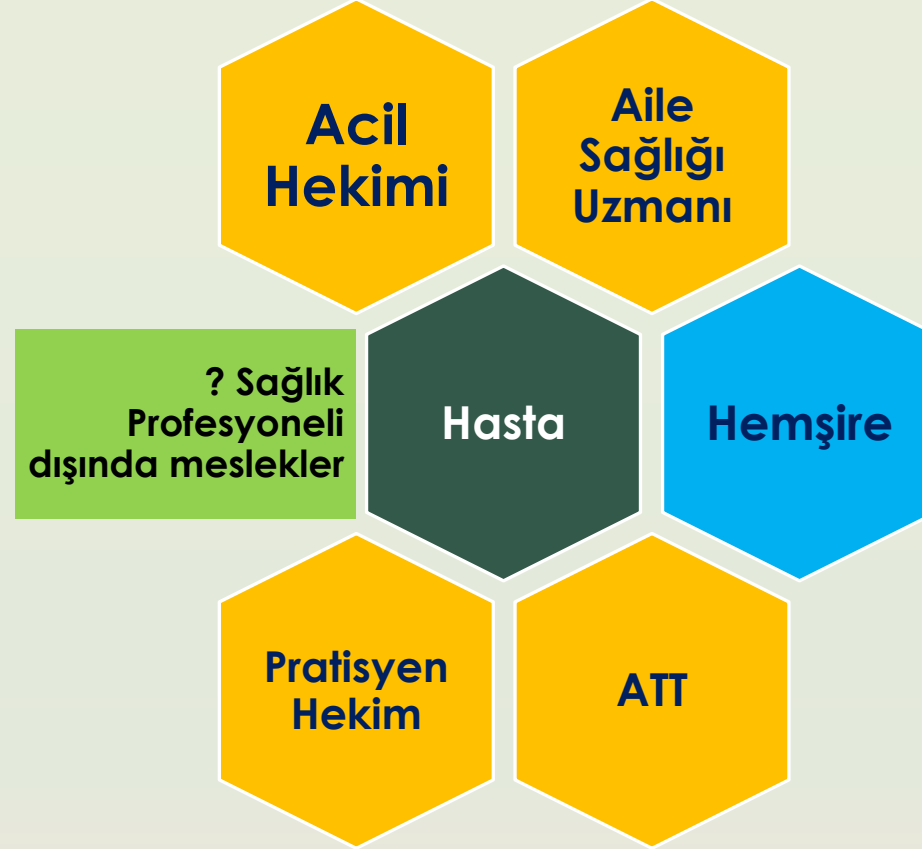 Acil
Hekimi
Aile
Sağlığı
Uzmanı
? Sağlık
Profesyoneli
dışında meslekler
Hasta
Hemşire
Pratisyen
Hekim
ATT